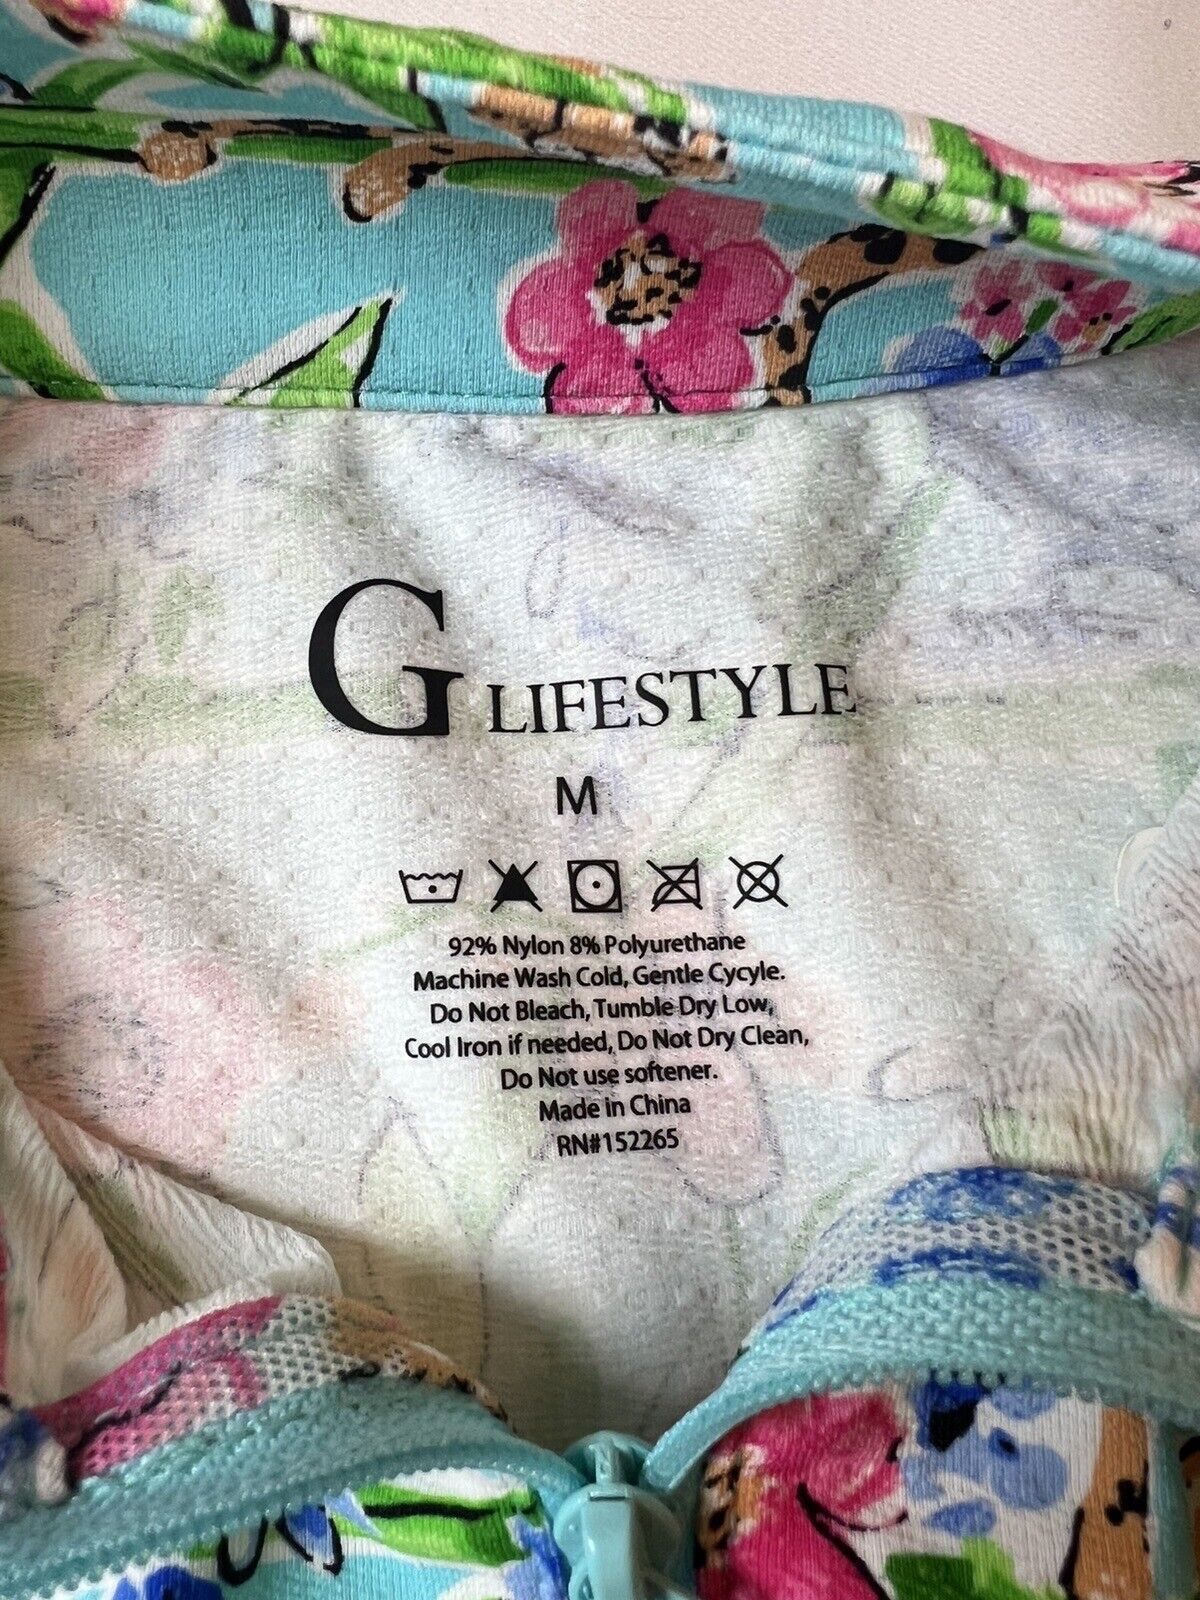 G LIFESTYLE
M
92% Nylon 8% Polyurethane
Machine Wash Cold, Gentle Cycyle.
Do Not Bleach, Tumble Dry Low,
Cool Iron if needed, Do Not Dry Clean,
Do Not use softener.
Made in China
RN#152265